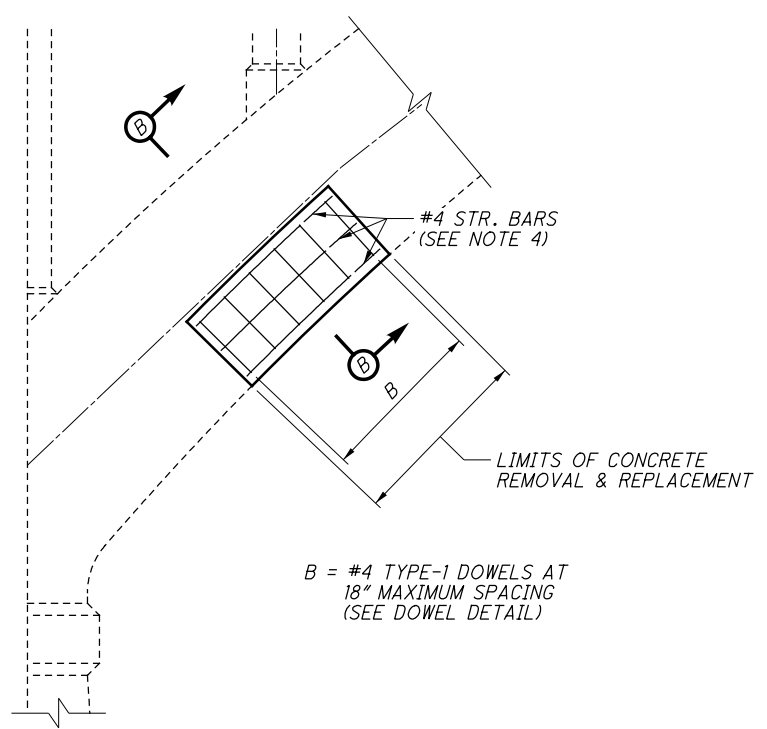 B
#4 STR. BARS
(SEE NOTE 4)
B
B
LIMITS OF CONCRETE
REMOVAL & REPLACEMENT
B = #4 TYPE-1 DOWELS AT
18" MAXIMUM SPACING
(SEE DOWEL DETAIL)